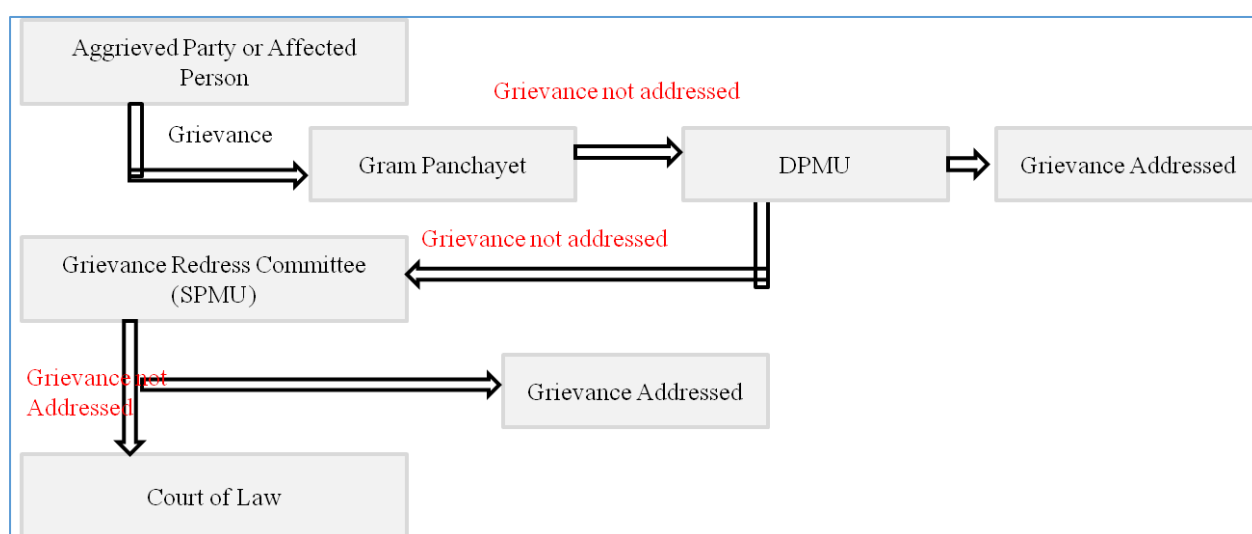 Aggrieved Party or Affected
Person
Grievance not addressed
Grievance
Gram Panchayet
DPMU
Grievance Addressed
Grievance not addressed
Grievance Redress Committee
(SPMU)
Grievance not
Addressed
Grievance Addressed
Court of Law